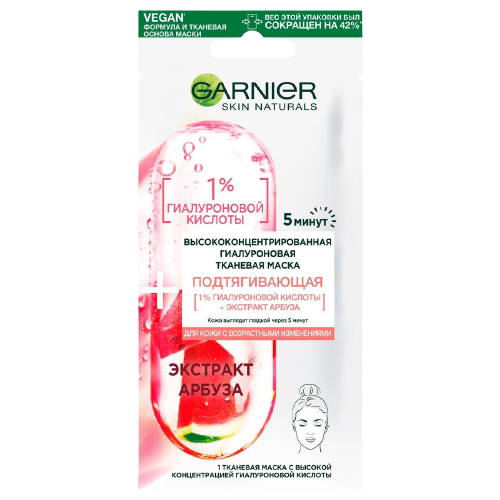 VEGAN*
ФОРМУЛА И ТКАНЕВАЯ
ОСНОВА МАСКИ
ВЕС ЭТОЙ УПАКОВКИ БЫЛ
СОКРАЩЕН НА 42%*
GARNIER
SKIN NATURALS
1%
ГИАЛУРОНОВОЙ
КИСЛОТЫ
5 минут
ВЫСОКОКОНЦЕНТРИРОВАННАЯ
ГИАЛУРОНОВАЯ
ТКАНЕВАЯ МАСКА
ПОДТЯГИВАЮЩАЯ
1% ГИАЛУРОНОВОЙ КИСЛОТЫ
+ ЭКСТРАКТ АРБУЗА
Кожа выглядит гладкой через 5 минут
ДЛЯ КОЖИ С ВОЗРАСТНЫМИ ИЗМЕНЕНИЯМИ
+
ЭКСТРАКТ
АРБУЗА
1 ТКАНЕВАЯ МАСКА С ВЫСОКОЙ
КОНЦЕНТРАЦИЕЙ ГИАЛУРОНОВОЙ КИСЛОТЫ